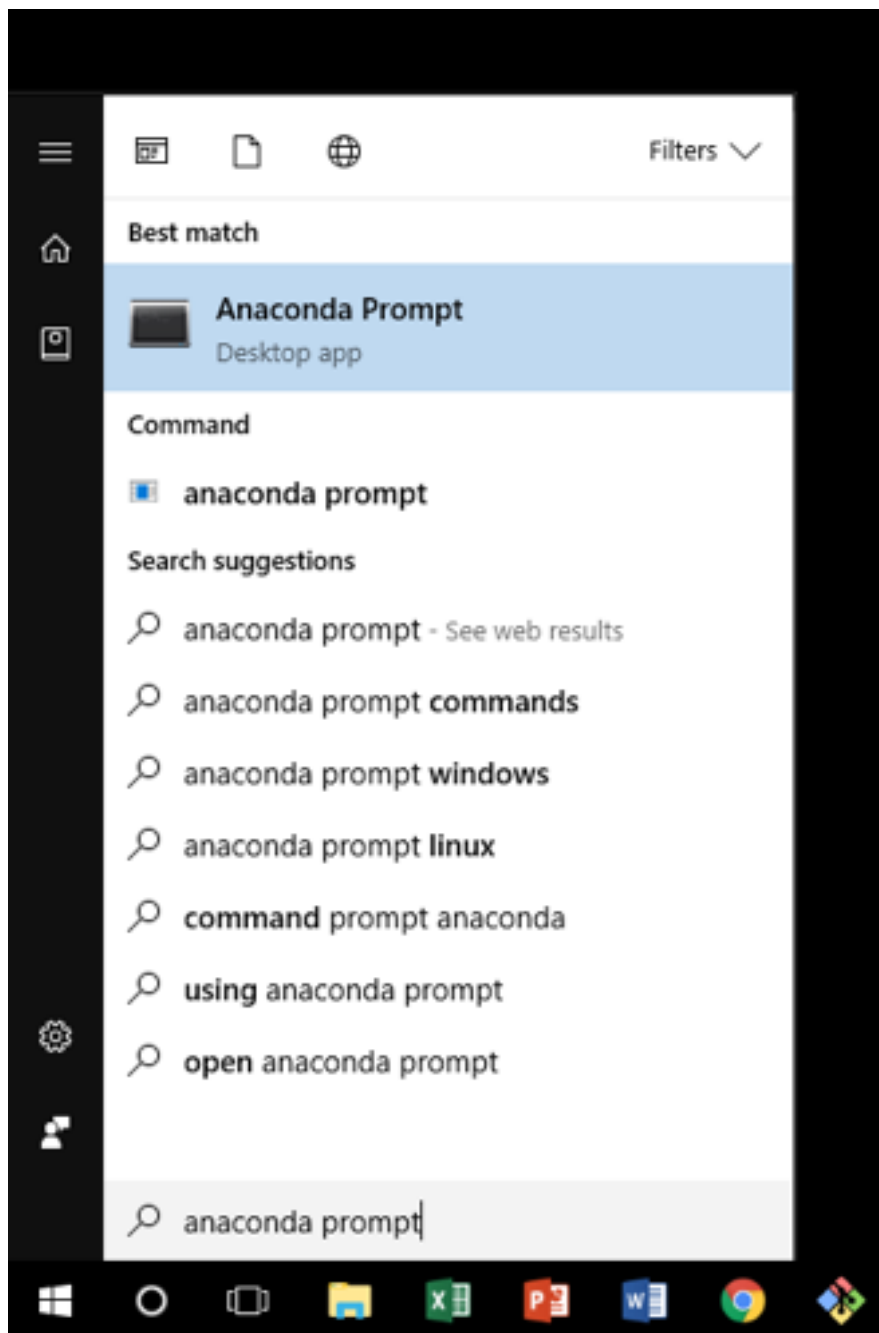 Filters
Best match
Anaconda Prompt
Desktop app
Command
anaconda prompt
Search suggestions
anaconda prompt - See web results
anaconda prompt commands
anaconda prompt windows
anaconda prompt linux
command prompt anaconda
using anaconda prompt
open anaconda prompt
anaconda prompt